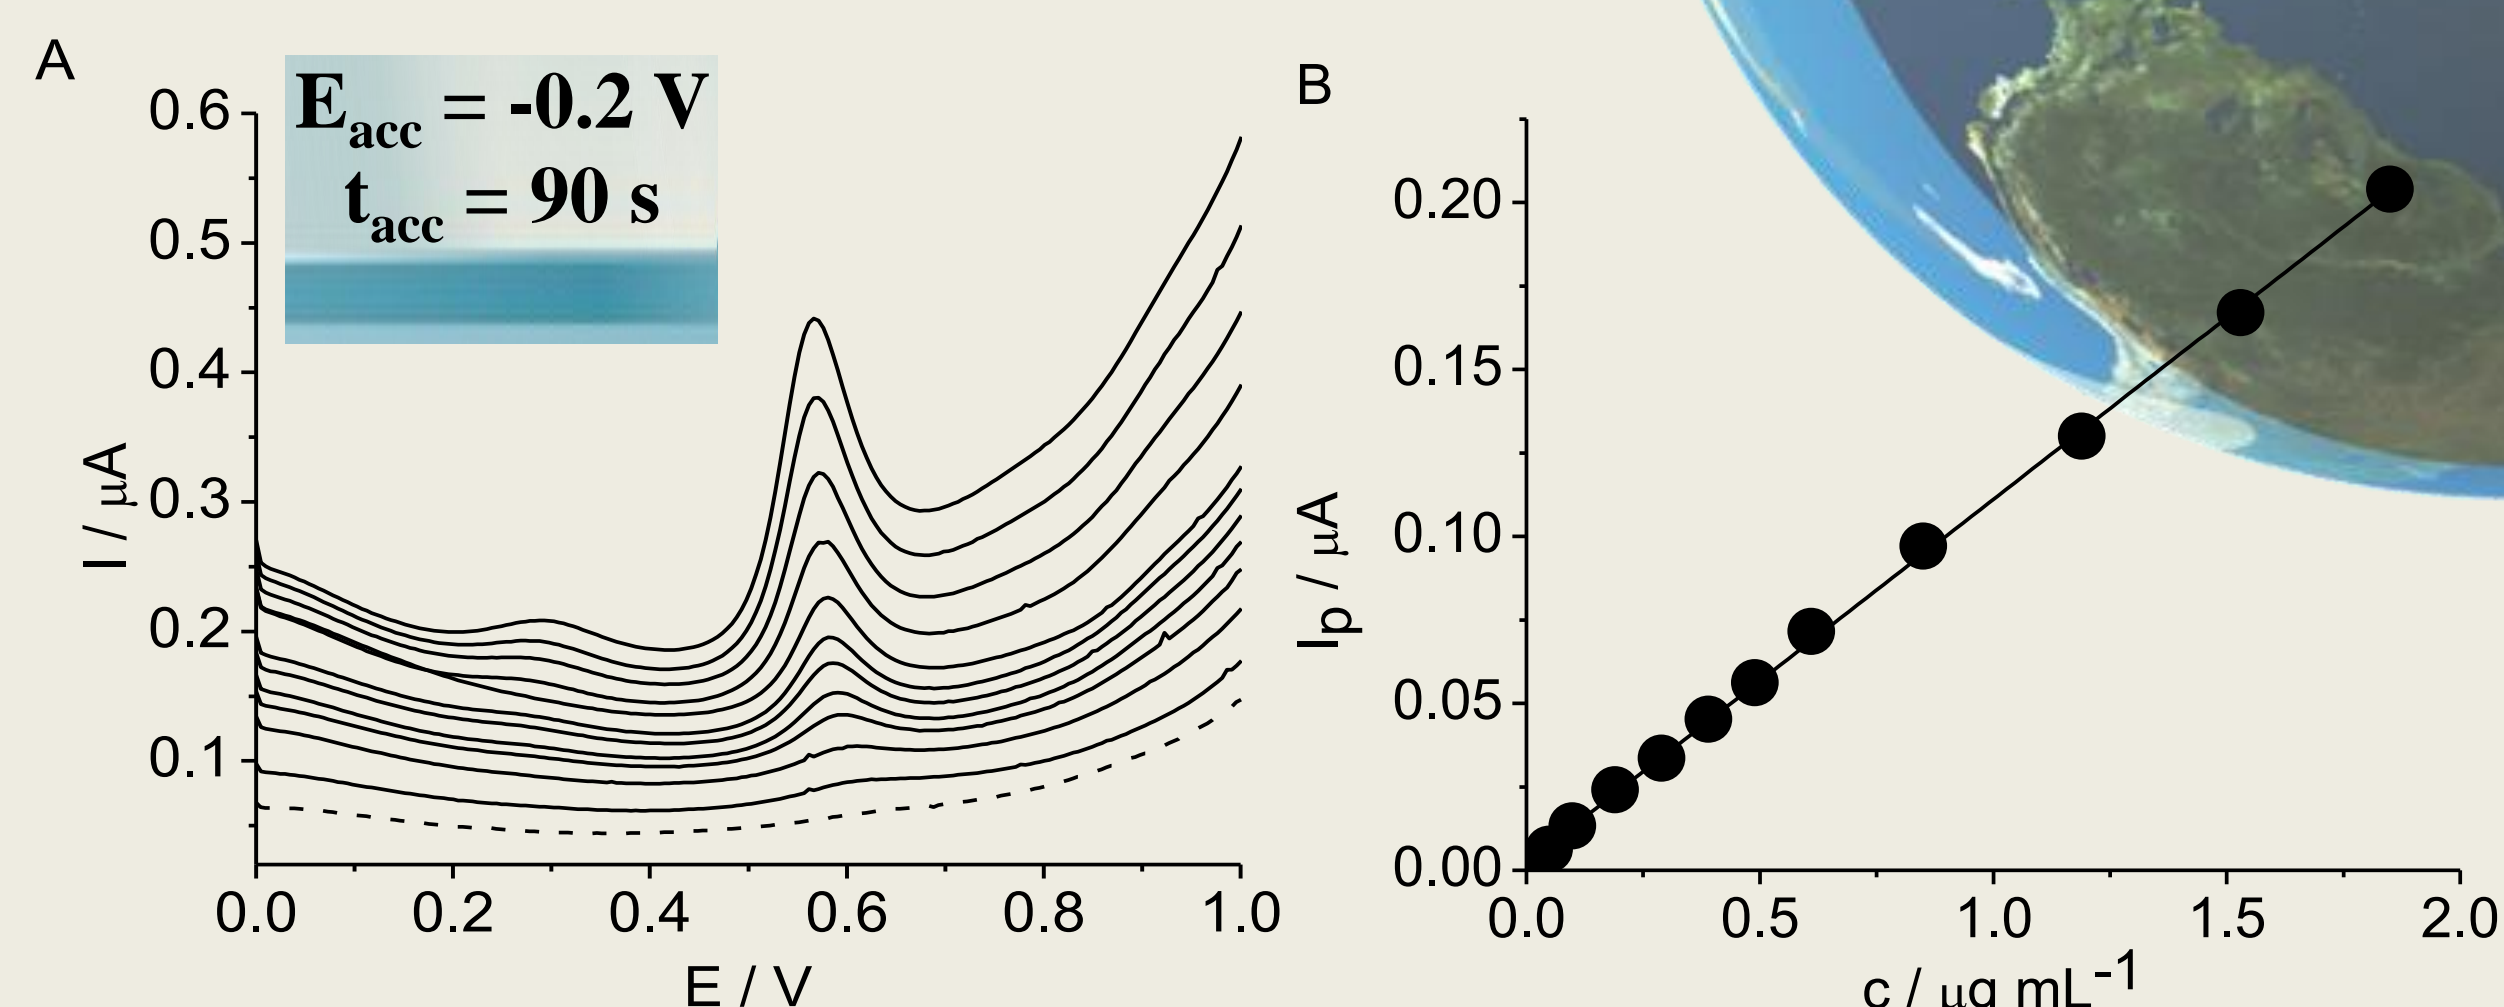 A
E acc = -0.2 V
t acc = 90 s
0.6
0.5
0.4
0.3
0.2
0.1
I / μA
0.0 0.2 0.4 0.6 0.8 1.0
E / V
B
0.20
0.15
0.10
0.05
0.00
Ip / μA
0.0 0.5 1.0 1.5 2.0
c / μg mL-1